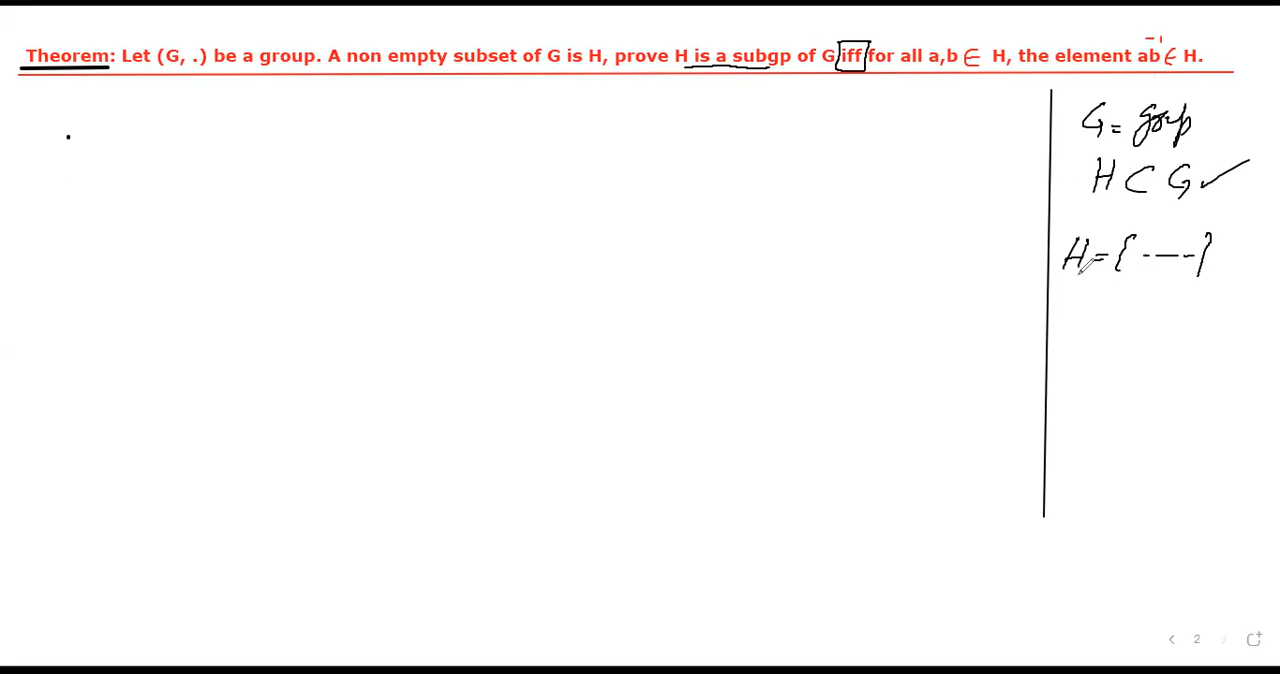 Theorem: Let (G, .) be a group. A non empty subset of G is H, prove H is a subgp of G iff for all a,b ∈ H, the element ab⁻¹ ∈ H.
G = group
H ⊂ G ✓
H = { - — - }
2